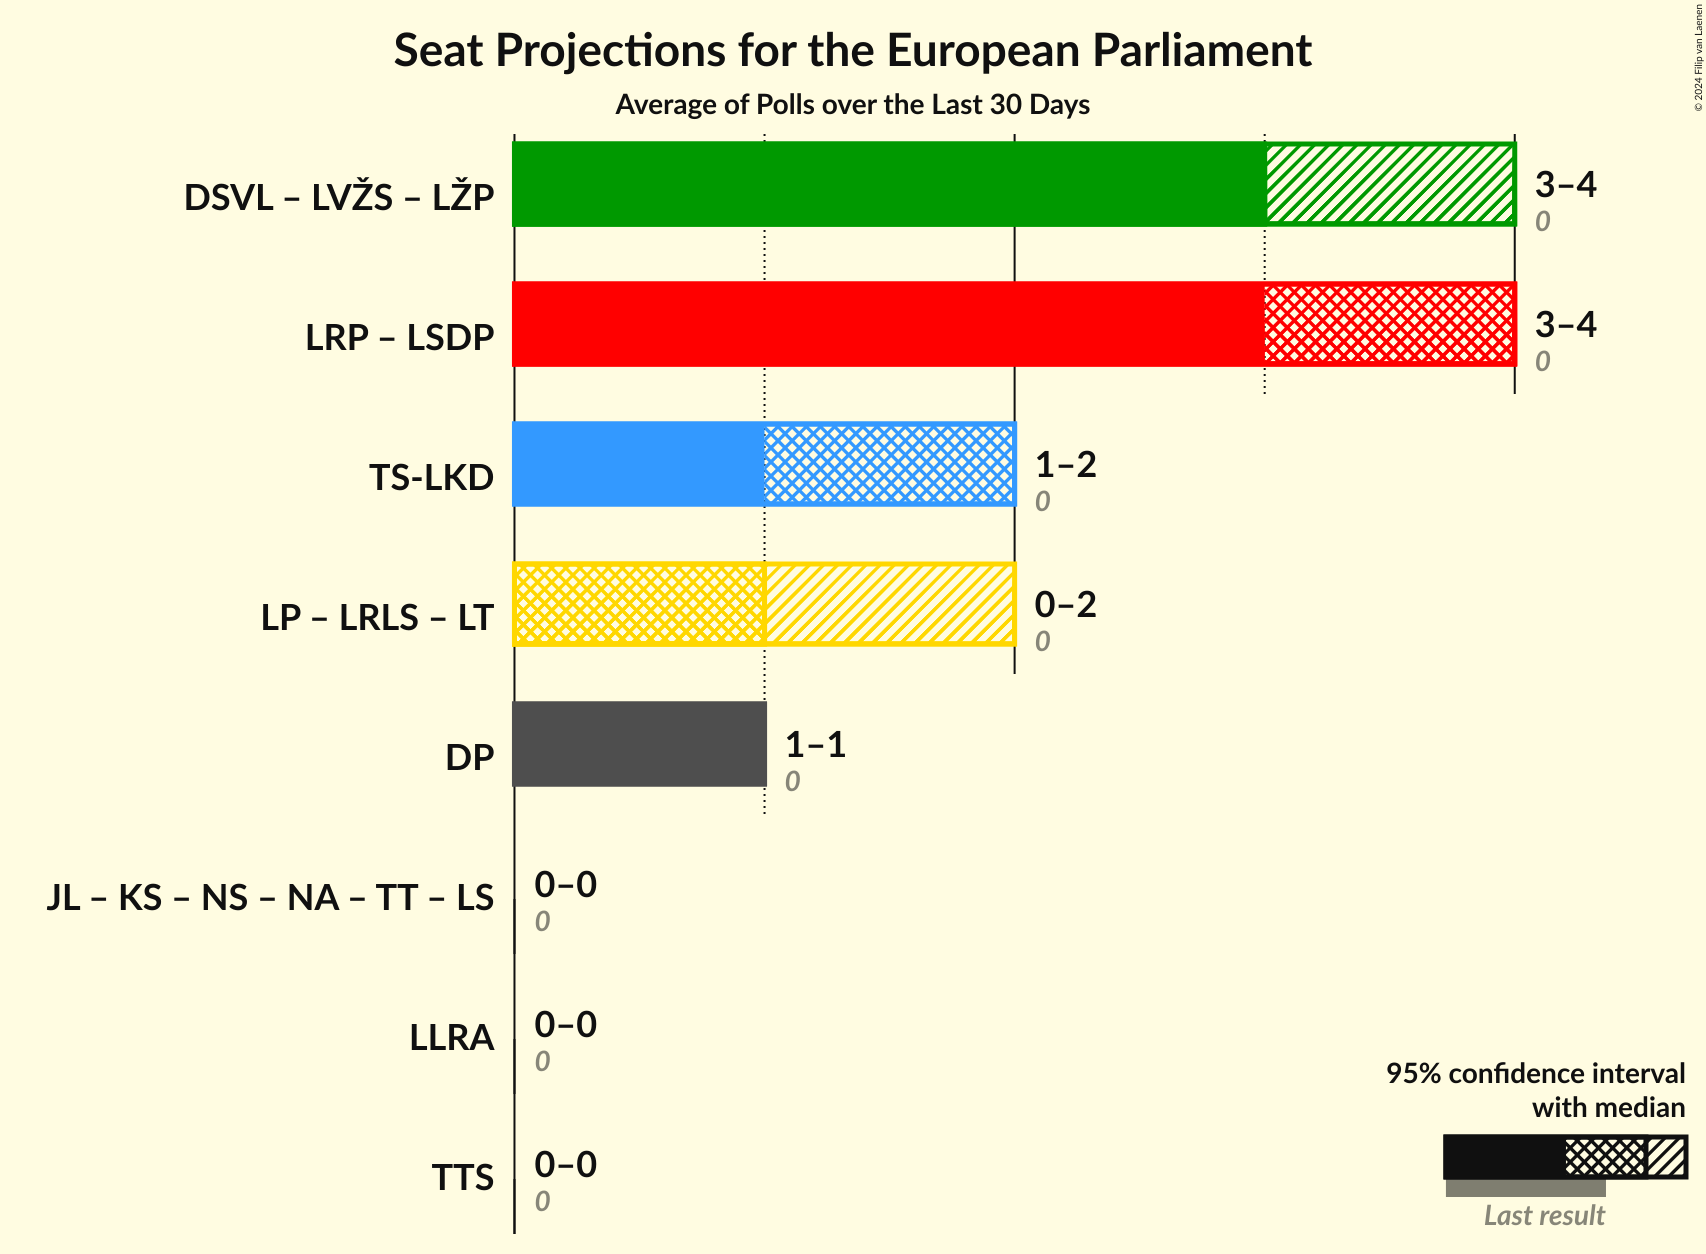 Seat Projections for the European Parliament
Average of Polls over the Last 30 Days
© 2024 Filip van Laenen
DSVL – LVŽS – LŽP
3–4
0
LRP – LSDP
3–4
0
TS-LKD
1–2
0
LP – LRLS – LT
0–2
0
DP
1–1
0
JL – KS – NS – NA – TT – LS
0–0
0
LLRA
0–0
0
TTS
0–0
0
95% confidence interval
with median
Last result